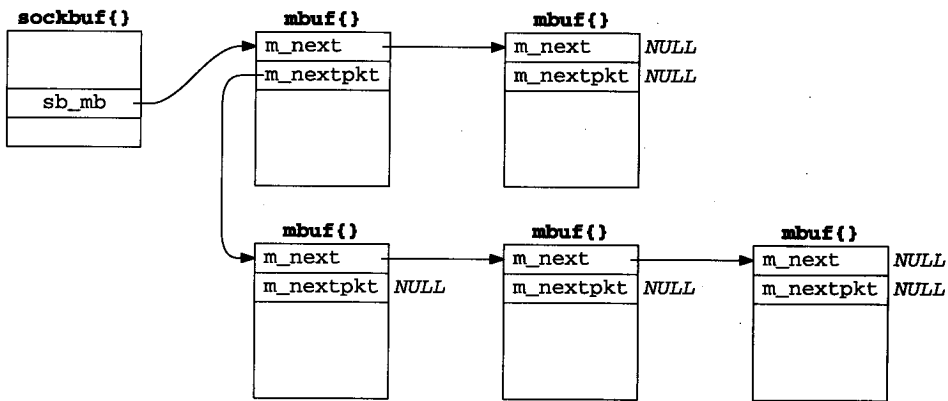 sockbuf{} mbuf{} mbuf{}
m_next m_next NULL
m_nextpkt m_nextpkt NULL
sb_mb
mbuf{} mbuf{} mbuf{}
m_next m_next m_next NULL
m_nextpkt NULL m_nextpkt NULL m_nextpkt NULL